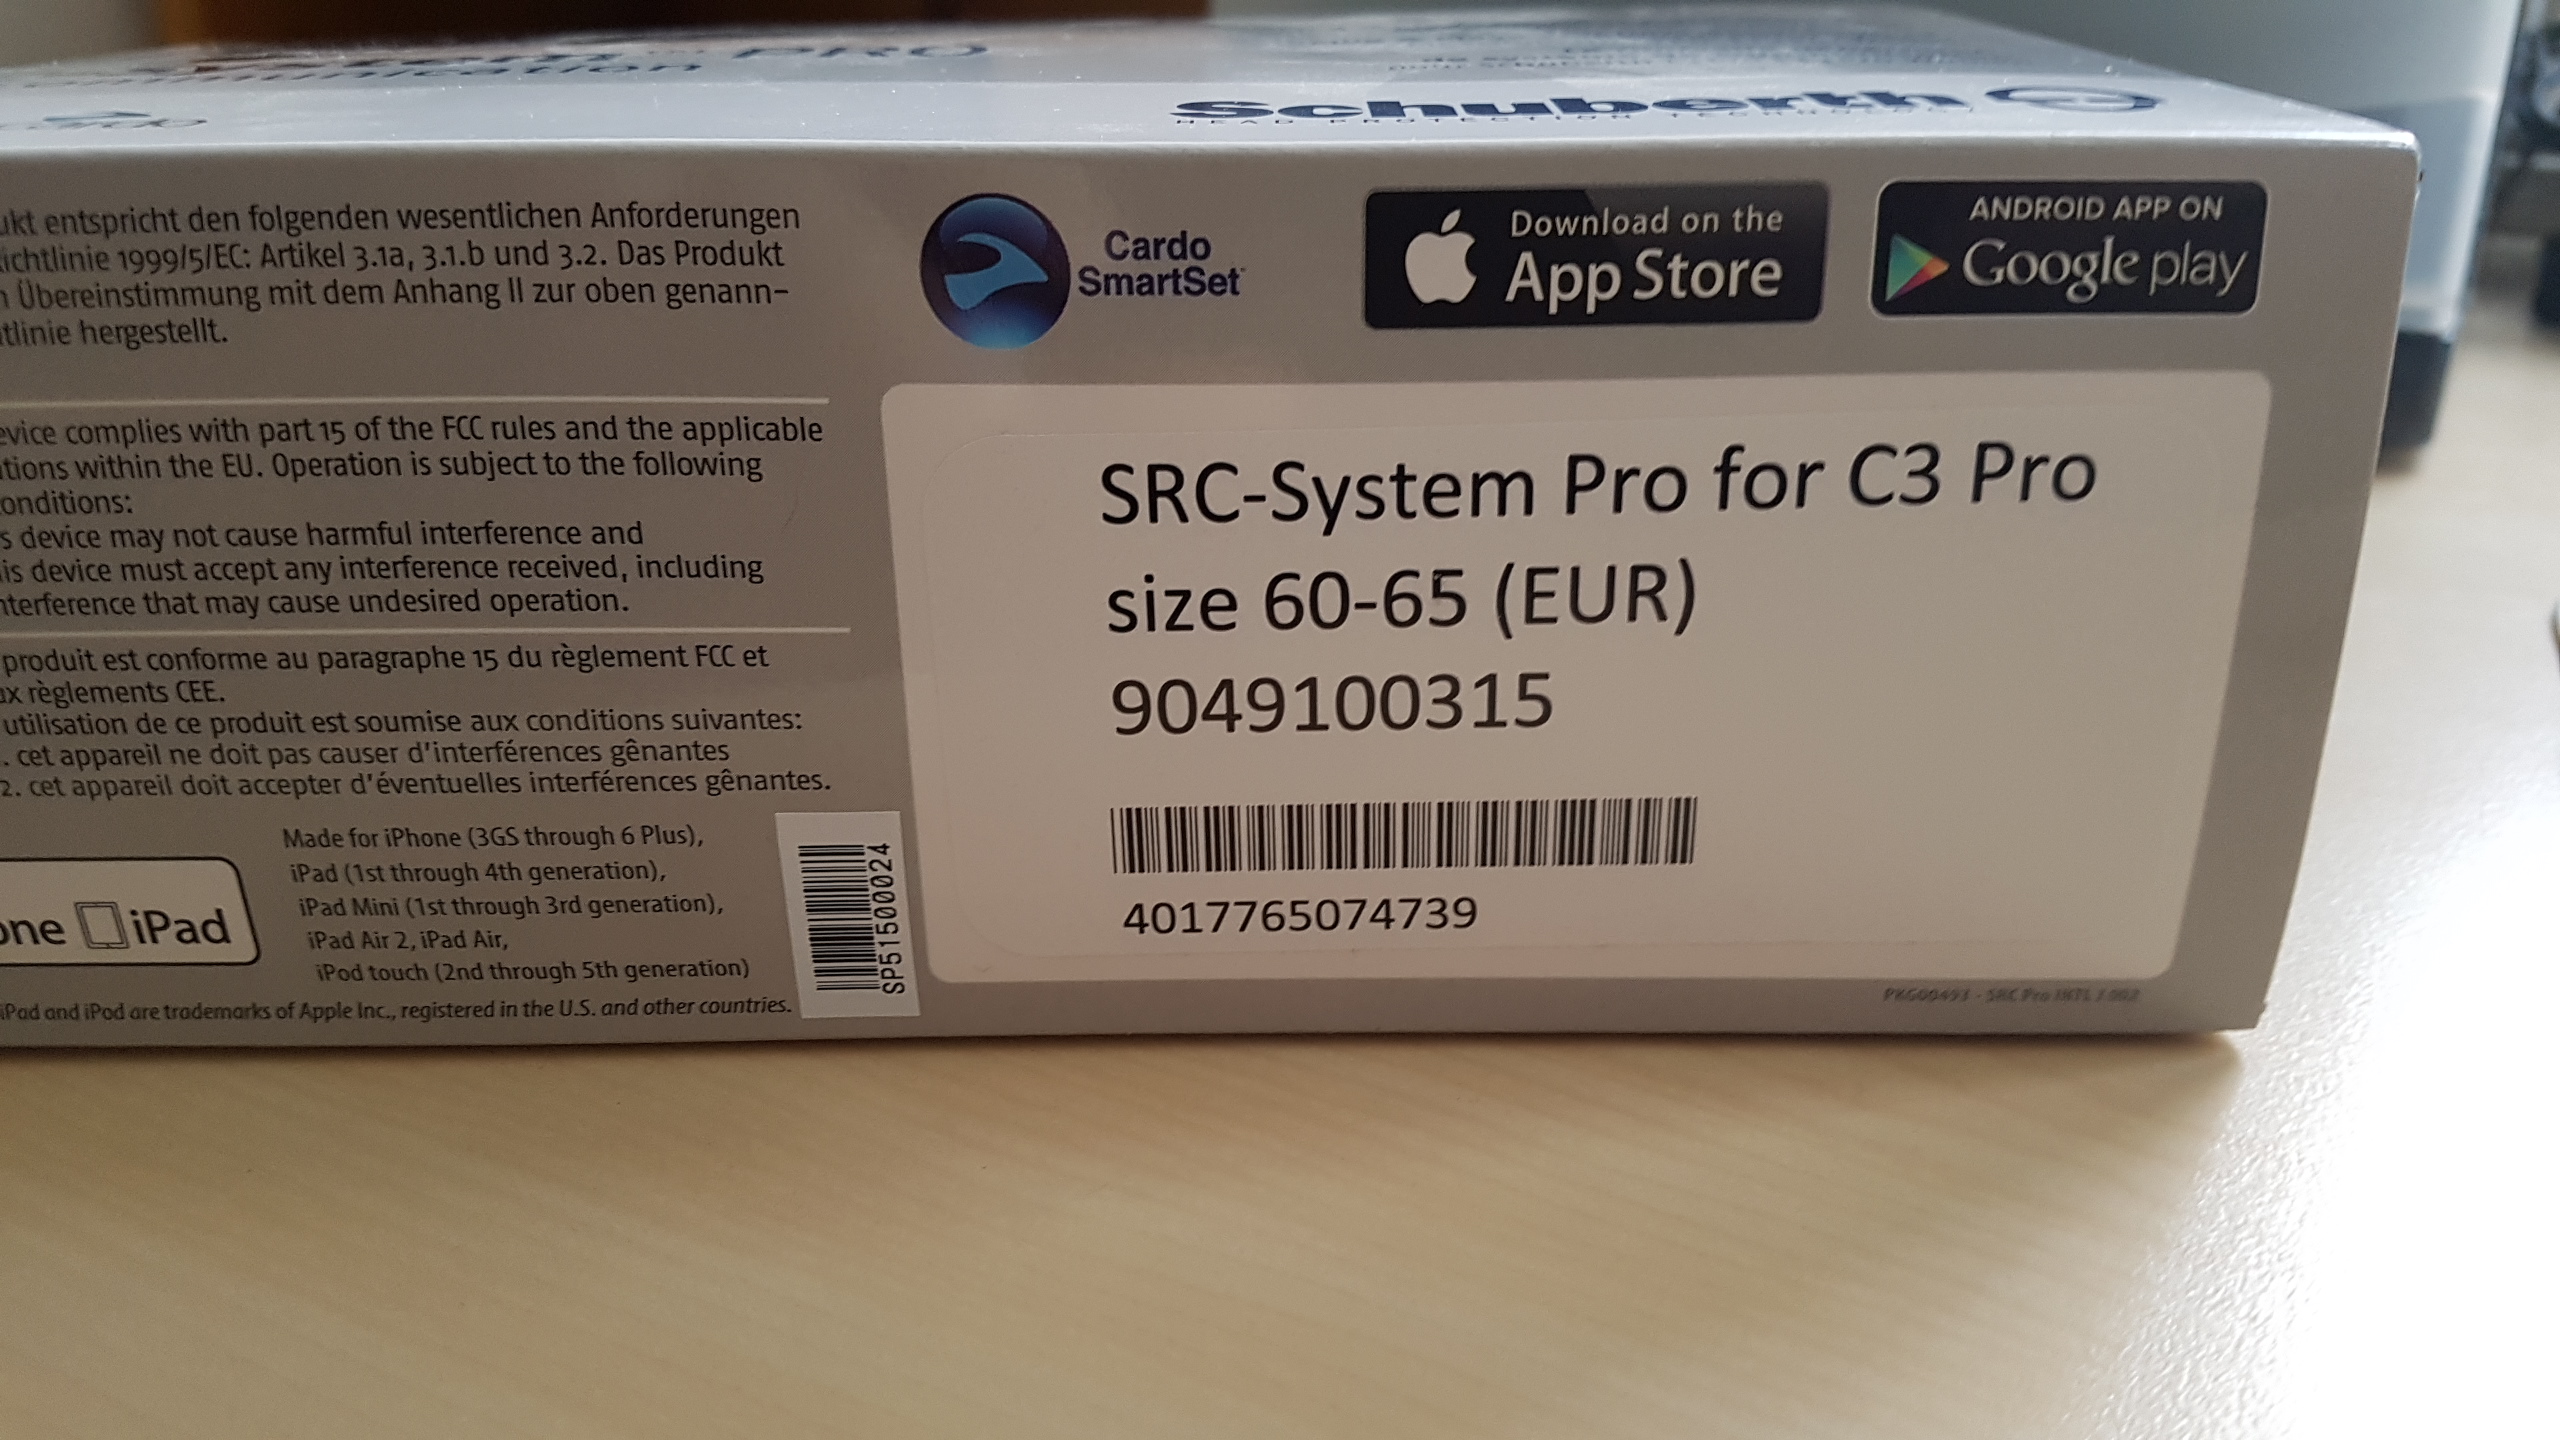 PRO
Schuberth
HEAD PROTECTION TECHNOLOGY
entspricht den folgenden wesentlichen Anforderungen
1999/5/EC: Artikel 3.1a, 3.1.b und 3.2. Das Produkt
Übereinstimmung mit dem Anhang II zur oben genann-
hergestellt.
Cardo
SmartSet
Download on the
App Store
ANDROID APP ON
Google play
complies with part 15 of the FCC rules and the applicable
within the EU. Operation is subject to the following
onditions:
s device may not cause harmful interference and
is device must accept any interference received, including
nterference that may cause undesired operation.
produit est conforme au paragraphe 15 du règlement FCC et
ux règlements CEE.
utilisation de ce produit est soumise aux conditions suivantes:
. cet appareil ne doit pas causer d'interférences gênantes
2. cet appareil doit accepter d'éventuelles interférences gênantes.
one iPad
Made for iPhone (3GS through 6 Plus),
iPad (1st through 4th generation),
iPad Mini (1st through 3rd generation),
iPad Air 2, iPad Air,
iPod touch (2nd through 5th generation)
iPad and iPod are trademarks of Apple Inc., registered in the U.S. and other countries.
SP51500024
SRC-System Pro for C3 Pro
size 60-65 (EUR)
9049100315
4017765074739